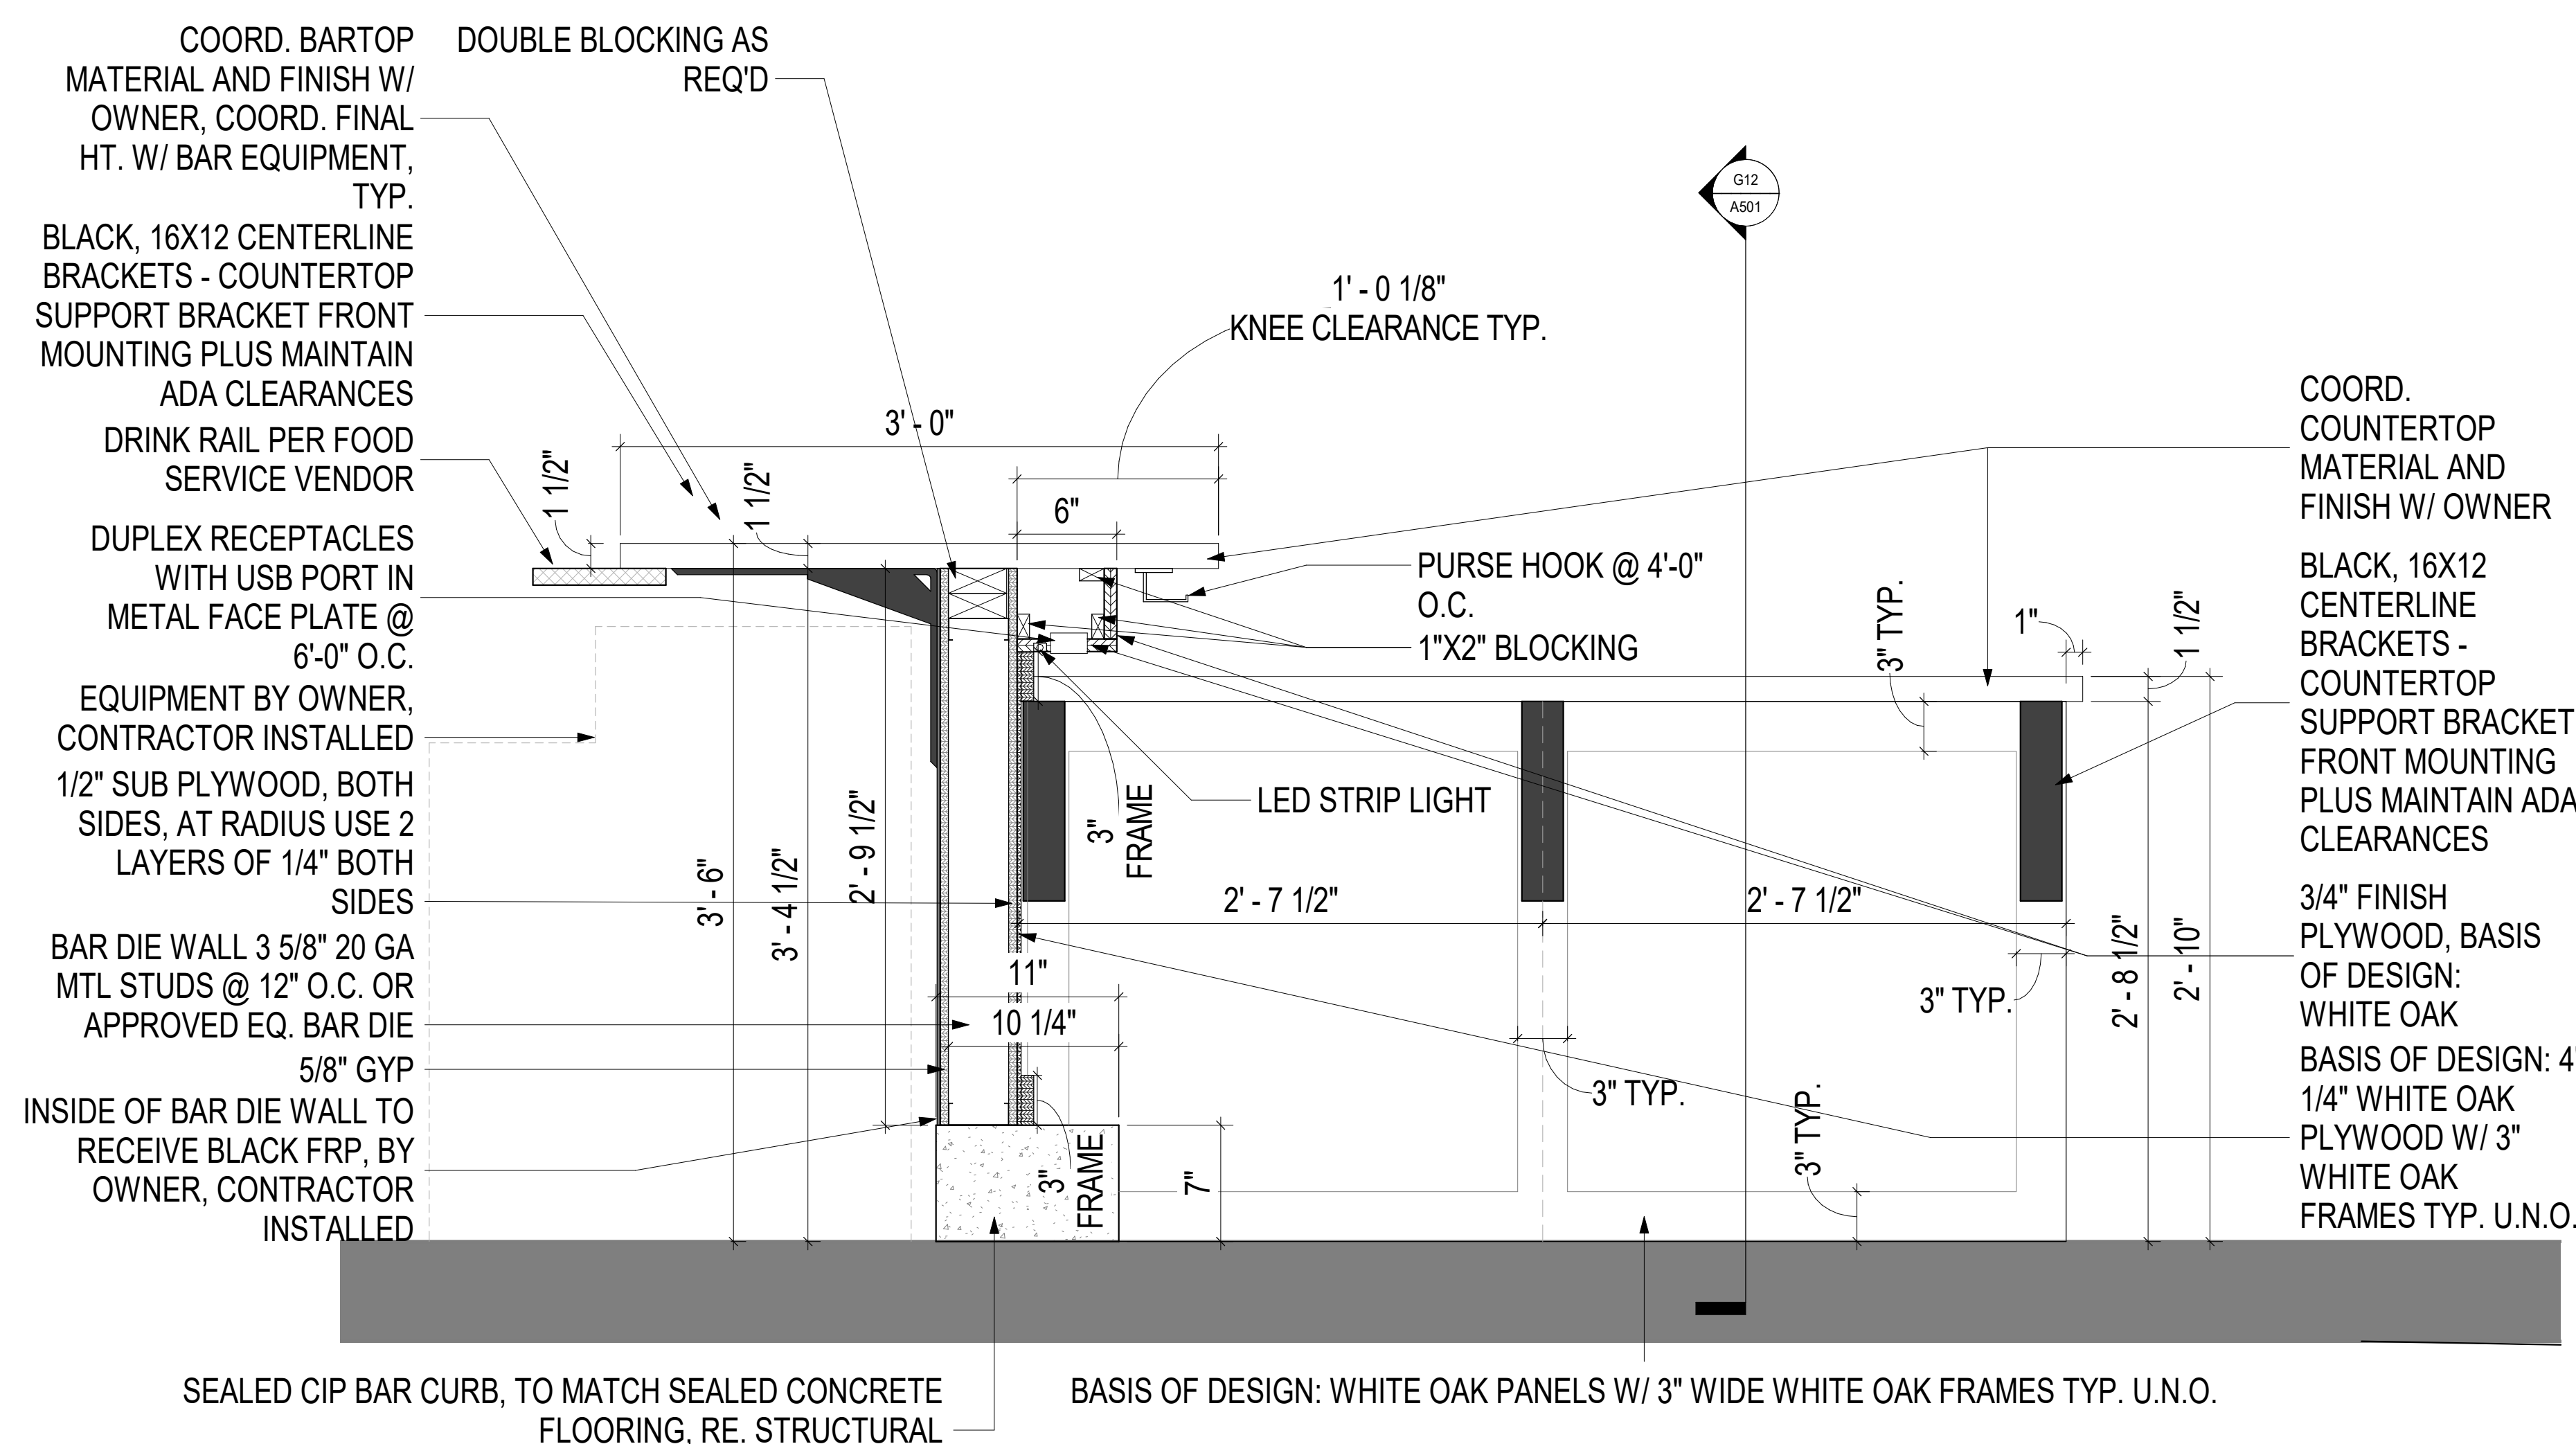 COORD. BARTOP
MATERIAL AND FINISH W/
OWNER, COORD. FINAL
HT. W/ BAR EQUIPMENT,
TYP.
BLACK, 16X12 CENTERLINE
BRACKETS - COUNTERTOP
SUPPORT BRACKET FRONT
MOUNTING PLUS MAINTAIN
ADA CLEARANCES
DRINK RAIL PER FOOD
SERVICE VENDOR
DUPLEX RECEPTACLES
WITH USB PORT IN
METAL FACE PLATE @
6'-0" O.C.
EQUIPMENT BY OWNER,
CONTRACTOR INSTALLED
1/2" SUB PLYWOOD, BOTH
SIDES, AT RADIUS USE 2
LAYERS OF 1/4" BOTH
SIDES
BAR DIE WALL 3 5/8" 20 GA
MTL STUDS @ 12" O.C. OR
APPROVED EQ. BAR DIE
5/8" GYP
INSIDE OF BAR DIE WALL TO
RECEIVE BLACK FRP, BY
OWNER, CONTRACTOR
INSTALLED
DOUBLE BLOCKING AS
REQ'D
G12
A501
1' - 0 1/8"
KNEE CLEARANCE TYP.
3' - 0"
1 1/2"
1 1/2"
6"
PURSE HOOK @ 4'-0"
O.C.
1"X2" BLOCKING
3" TYP.
1"
1 1/2"
LED STRIP LIGHT
3"
FRAME
3' - 6"
3' - 4 1/2"
2' - 9 1/2"
2' - 7 1/2"
2' - 7 1/2"
11"
10 1/4"
3" TYP.
3" TYP.
3" TYP.
2' - 8 1/2"
2' - 10"
3"
FRAME
7"
COORD.
COUNTERTOP
MATERIAL AND
FINISH W/ OWNER
BLACK, 16X12
CENTERLINE
BRACKETS -
COUNTERTOP
SUPPORT BRACKET
FRONT MOUNTING
PLUS MAINTAIN ADA
CLEARANCES
3/4" FINISH
PLYWOOD, BASIS
OF DESIGN:
WHITE OAK
BASIS OF DESIGN: 4'
1/4" WHITE OAK
PLYWOOD W/ 3"
WHITE OAK
FRAMES TYP. U.N.O.
SEALED CIP BAR CURB, TO MATCH SEALED CONCRETE
FLOORING, RE. STRUCTURAL
BASIS OF DESIGN: WHITE OAK PANELS W/ 3" WIDE WHITE OAK FRAMES TYP. U.N.O.